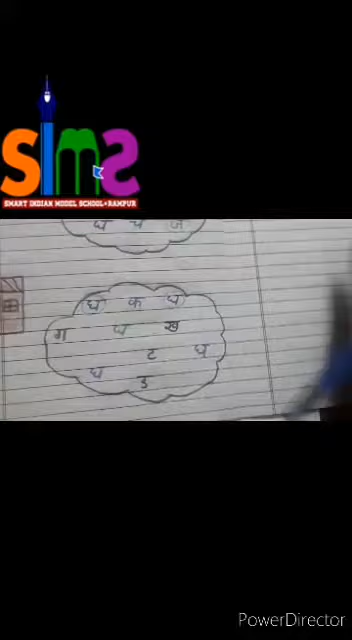 SIMS
SMART INDIAN MODEL SCHOOL-RAMPUR
घ क घ
ग घ ख
ट घ
घ ड
PowerDirector